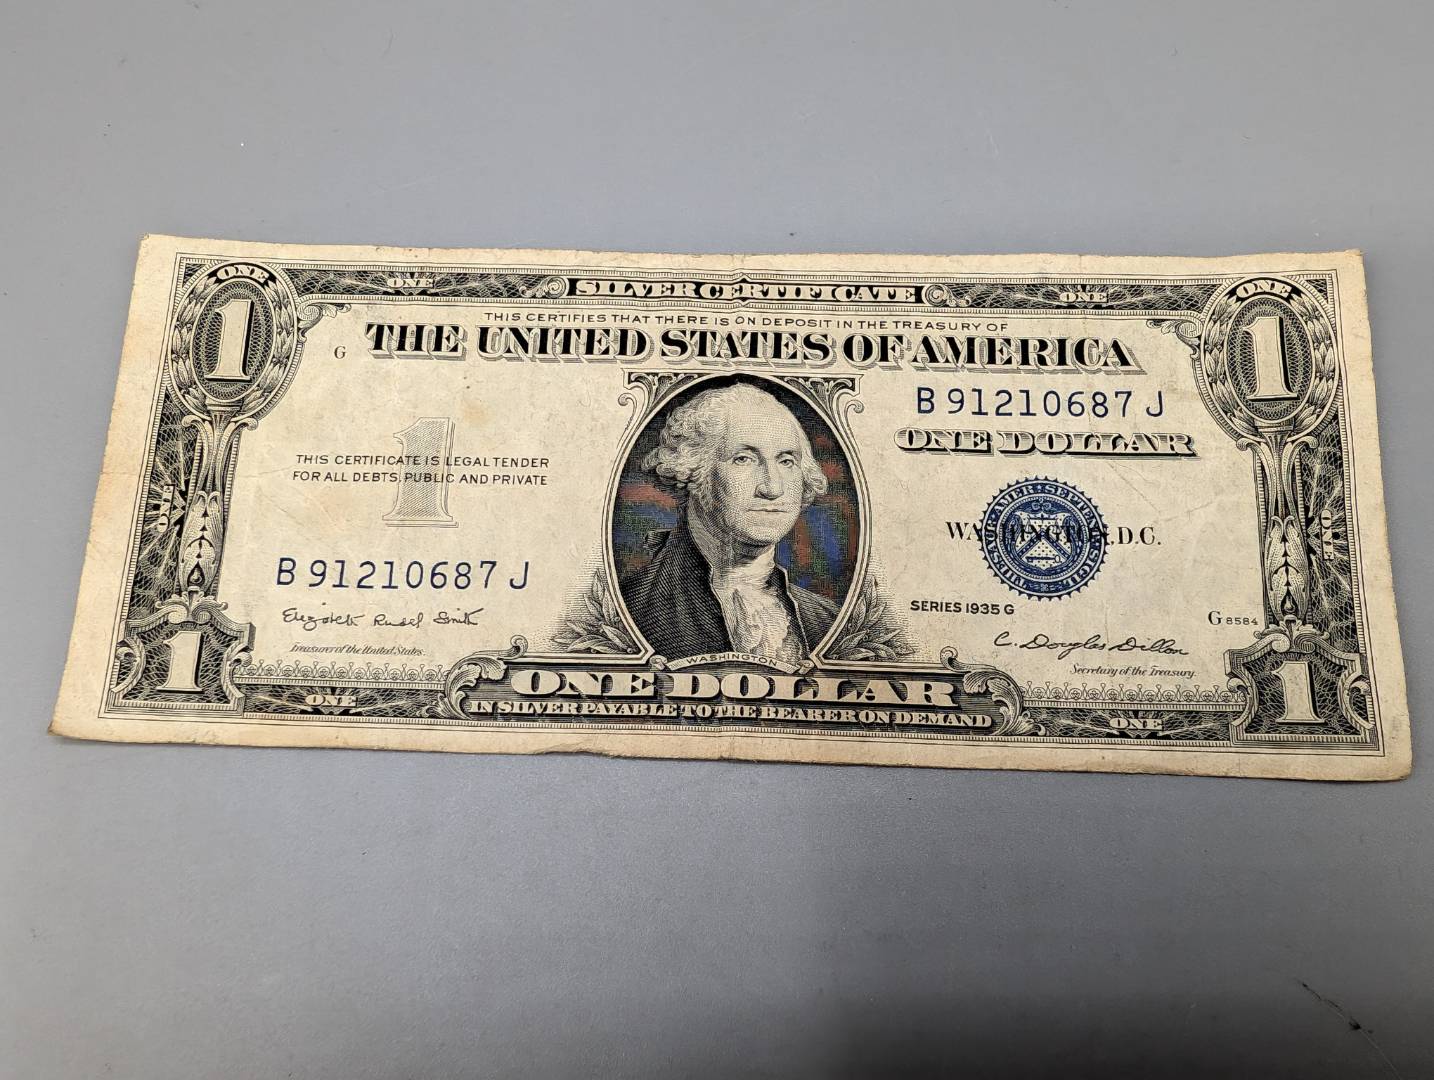 ONE
ONE
SILVER CERTIFICATE
ONE
ONE
1
1
THIS CERTIFIES THAT THERE IS ON DEPOSIT IN THE TREASURY OF
G
THE UNITED STATES OF AMERICA
B 91210687 J
ONE DOLLAR
THIS CERTIFICATE IS LEGAL TENDER
FOR ALL DEBTS, PUBLIC AND PRIVATE
1
ONE
ONE
WASHINGTON, D.C.
B 91210687 J
SERIES 1935 G
G 8584
Elizabeth Rudel Smith
Treasurer of the United States.
C. Douglas Dillon
Secretary of the Treasury.
WASHINGTON
1
1
ONE DOLLAR
ONE
ONE
IN SILVER PAYABLE TO THE BEARER ON DEMAND